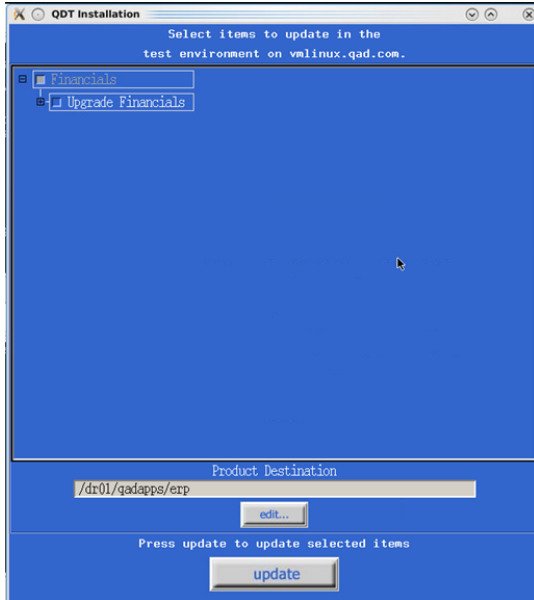 QDT Installation
Select items to update in the
test environment on vmlinux.qad.com.
Financials
Upgrade Financials
Product Destination
/dr01/qadapps/erp
edit...
Press update to update selected items
update